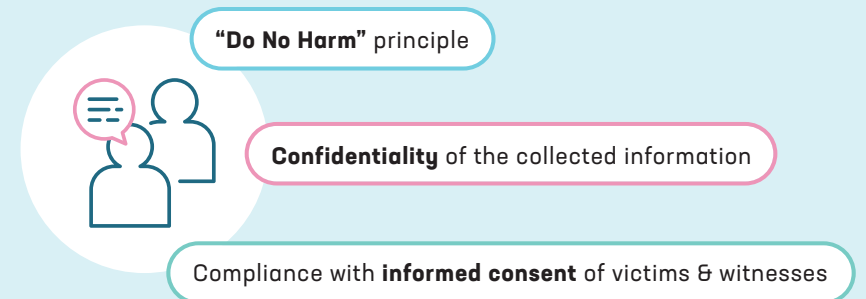 “Do No Harm” principle
Confidentiality of the collected information
Compliance with informed consent of victims & witnesses